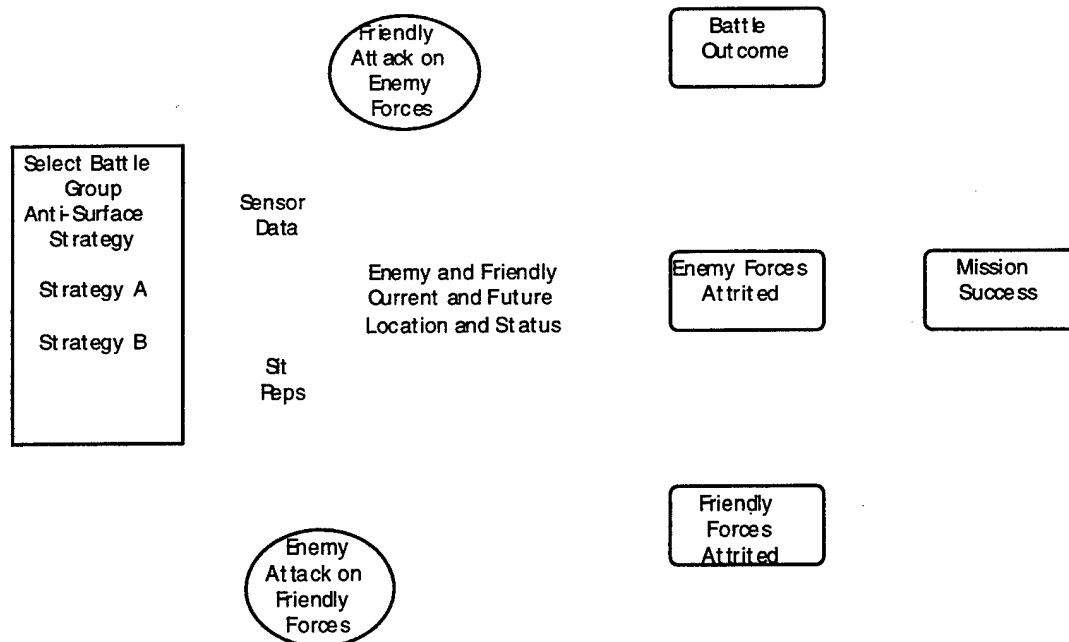 Friendly
Attack on
Enemy
Forces
Battle
Outcome
Select Battle
Group
Anti-Surface
Strategy
Strategy A
Strategy B
Sensor
Data
Enemy and Friendly
Current and Future
Location and Status
Sit
Reps
Enemy Forces
Attrited
Mission
Success
Friendly
Forces
Attrited
Enemy
Attack on
Friendly
Forces